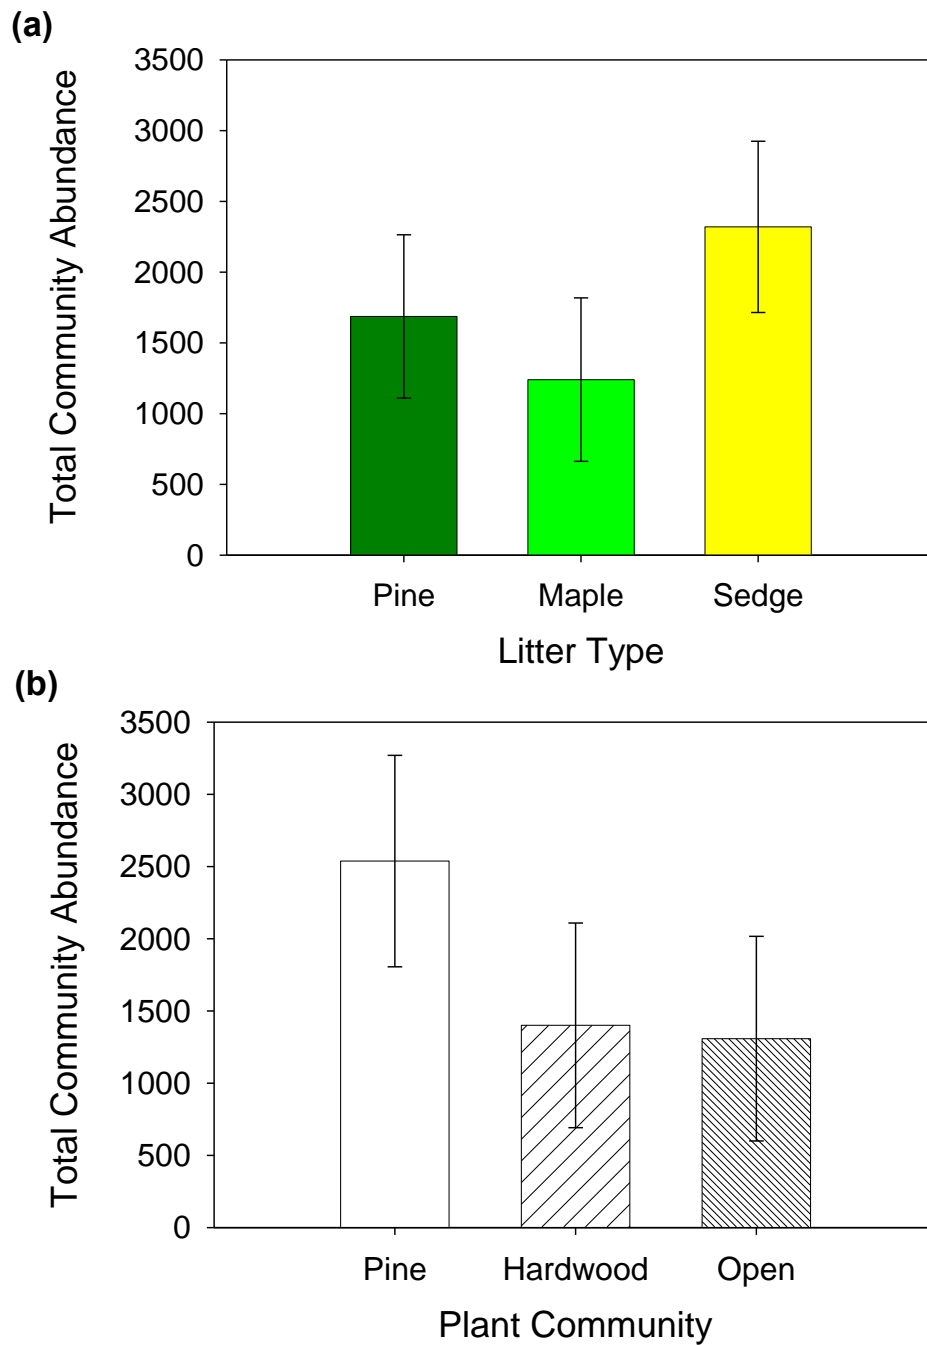 (a)
Total Community Abundance
3500
3000
2500
2000
1500
1000
500
0
Pine Maple Sedge
Litter Type
(b)
Total Community Abundance
3500
3000
2500
2000
1500
1000
500
0
Pine Hardwood Open
Plant Community